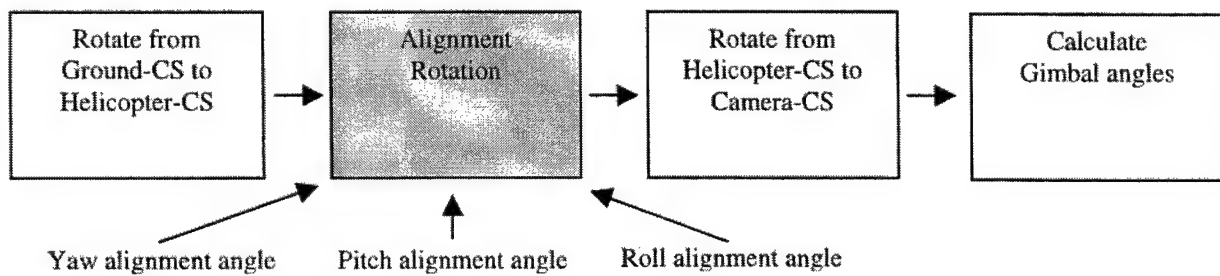 Rotate from
Ground-CS to
Helicopter-CS
Alignment
Rotation
Rotate from
Helicopter-CS to
Camera-CS
Calculate
Gimbal angles
Yaw alignment angle
Pitch alignment angle
Roll alignment angle